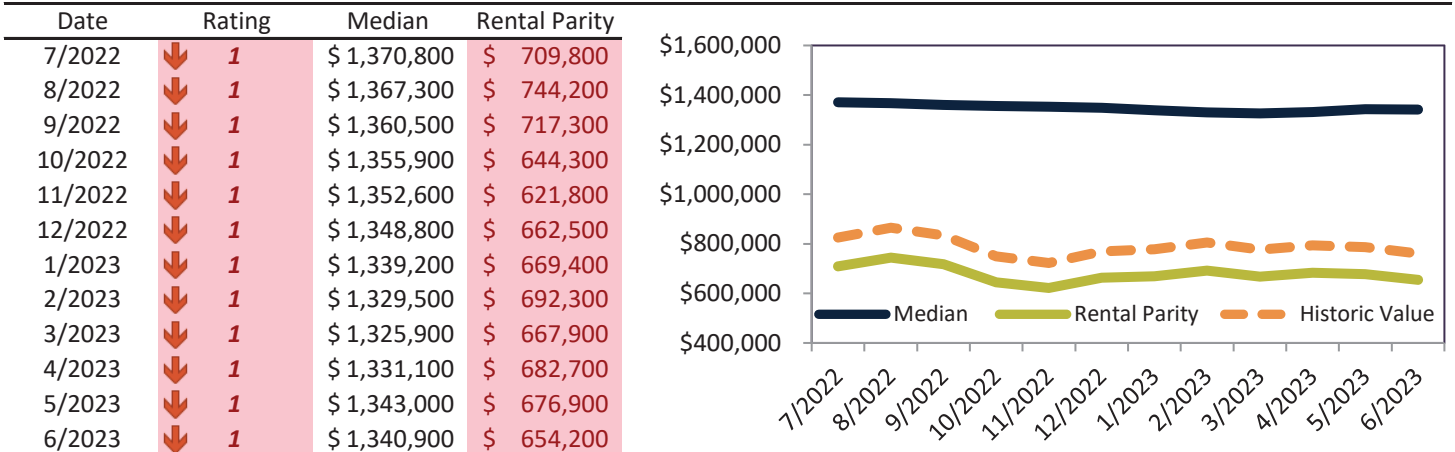 Date Rating Median Rental Parity
7/2022 1 $ 1,370,800 $ 709,800
8/2022 1 $ 1,367,300 $ 744,200
9/2022 1 $ 1,360,500 $ 717,300
10/2022 1 $ 1,355,900 $ 644,300
11/2022 1 $ 1,352,600 $ 621,800
12/2022 1 $ 1,348,800 $ 662,500
1/2023 1 $ 1,339,200 $ 669,400
2/2023 1 $ 1,329,500 $ 692,300
3/2023 1 $ 1,325,900 $ 667,900
4/2023 1 $ 1,331,100 $ 682,700
5/2023 1 $ 1,343,000 $ 676,900
6/2023 1 $ 1,340,900 $ 654,200
$1,600,000
$1,400,000
$1,200,000
$1,000,000
$800,000
$600,000
$400,000
Median Rental Parity Historic Value
7/2022 8/2022 9/2022 10/2022 11/2022 12/2022 1/2023 2/2023 3/2023 4/2023 5/2023 6/2023